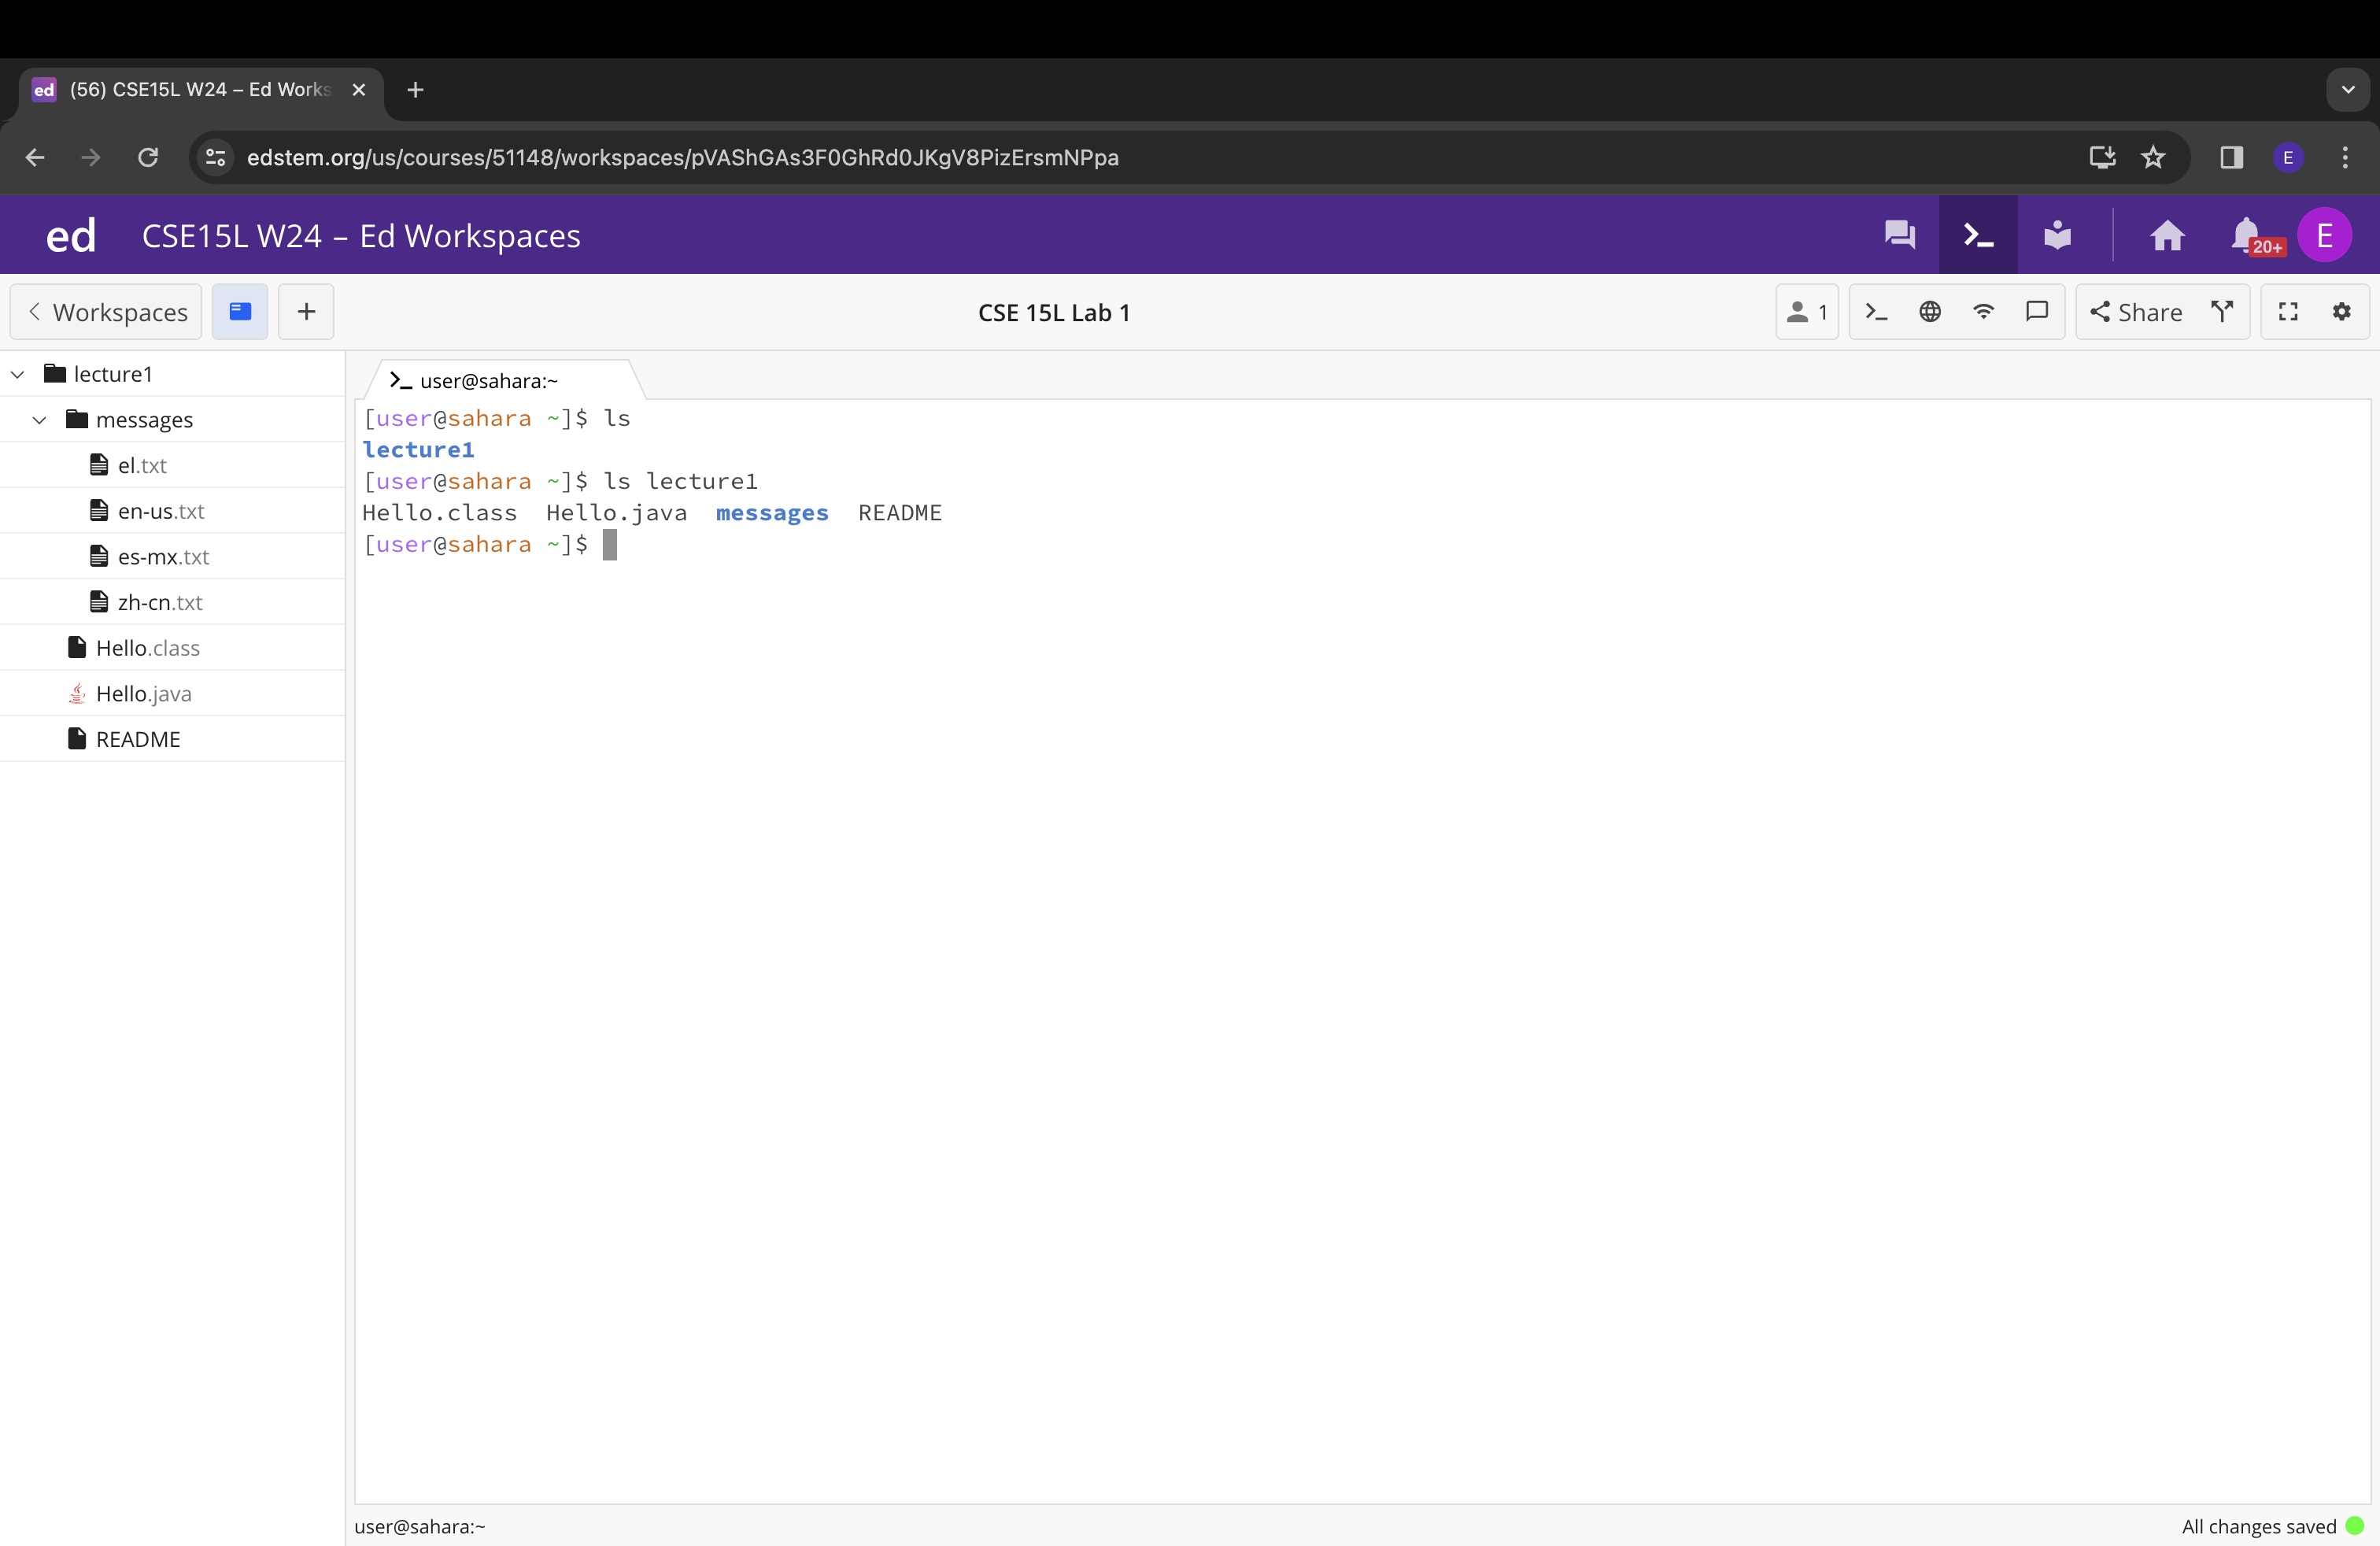 ed (56) CSE15L W24 – Ed Works
edstem.org/us/courses/51148/workspaces/pVAShGAs3F0GhRd0JKgV8PizErsmNPpa
E
ed CSE15L W24 – Ed Workspaces
20+
E
Workspaces
CSE 15L Lab 1
1
Share
lecture1
messages
el.txt
en-us.txt
es-mx.txt
zh-cn.txt
Hello.class
Hello.java
README
user@sahara:~
[user@sahara ~]$ ls
lecture1
[user@sahara ~]$ ls lecture1
Hello.class  Hello.java  messages  README
[user@sahara ~]$
user@sahara:~
All changes saved